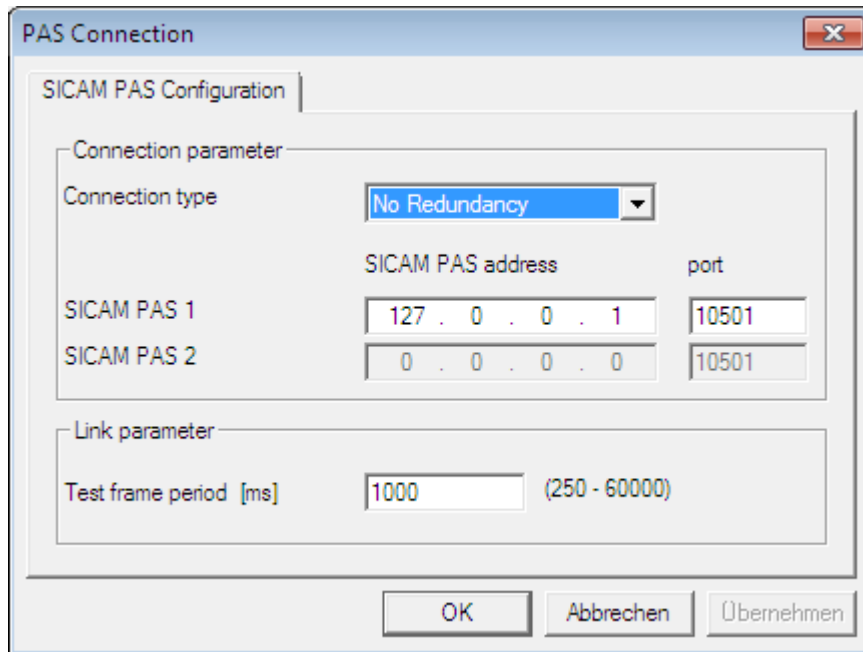 PAS Connection
SICAM PAS Configuration
Connection parameter
Connection type No Redundancy
SICAM PAS address port
SICAM PAS 1 127 . 0 . 0 . 1 10501
SICAM PAS 2 0 . 0 . 0 . 0 10501
Link parameter
Test frame period [ms] 1000 (250 - 60000)
OK Abbrechen Übernehmen